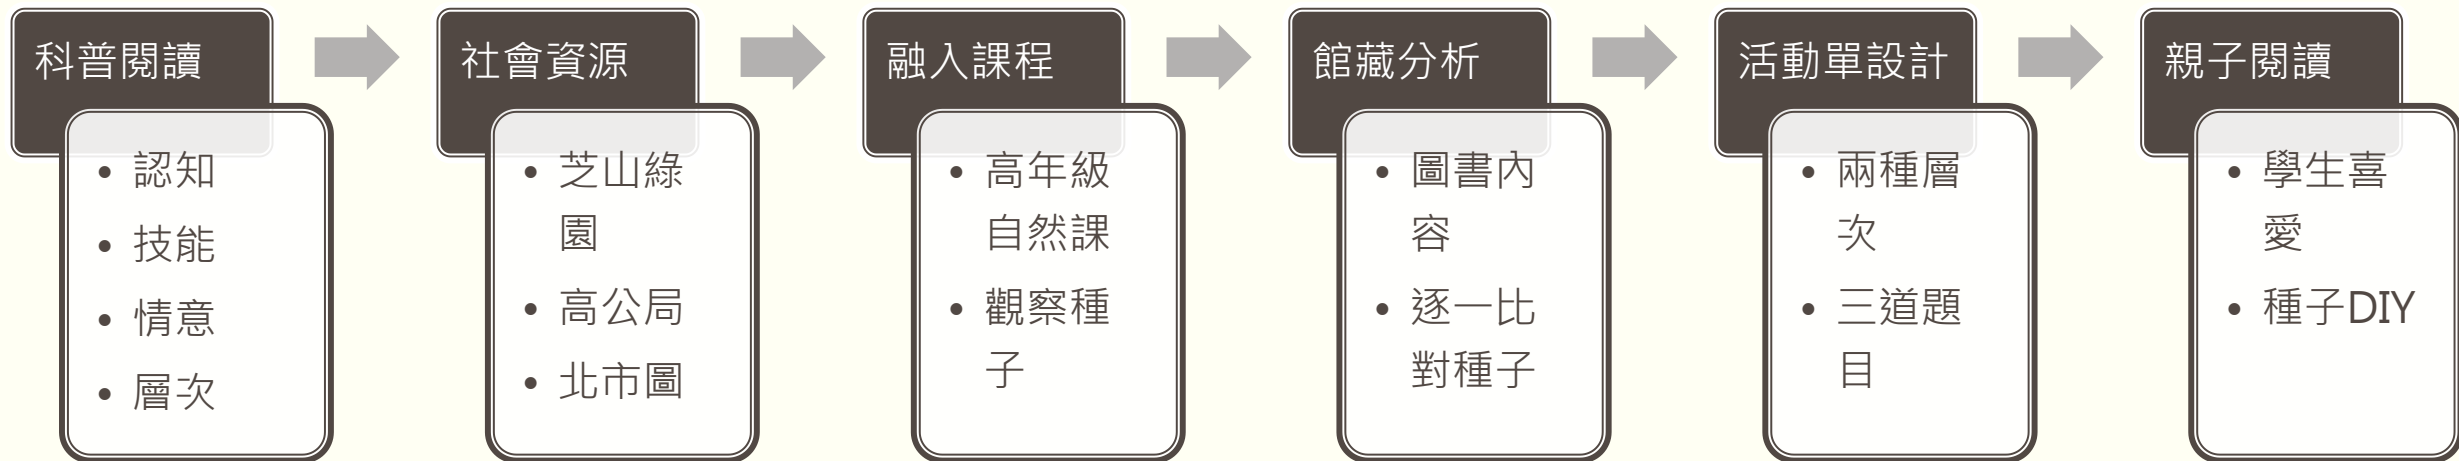 科普閱讀
• 認知
• 技能
• 情意
• 層次
社會資源
• 芝山綠
園
• 高公局
• 北市圖
融入課程
• 高年級
自然課
• 觀察種
子
館藏分析
• 圖書內
容
• 逐一比
對種子
活動單設計
• 兩種層
次
• 三道題
目
親子閱讀
• 學生喜
愛
• 種子DIY